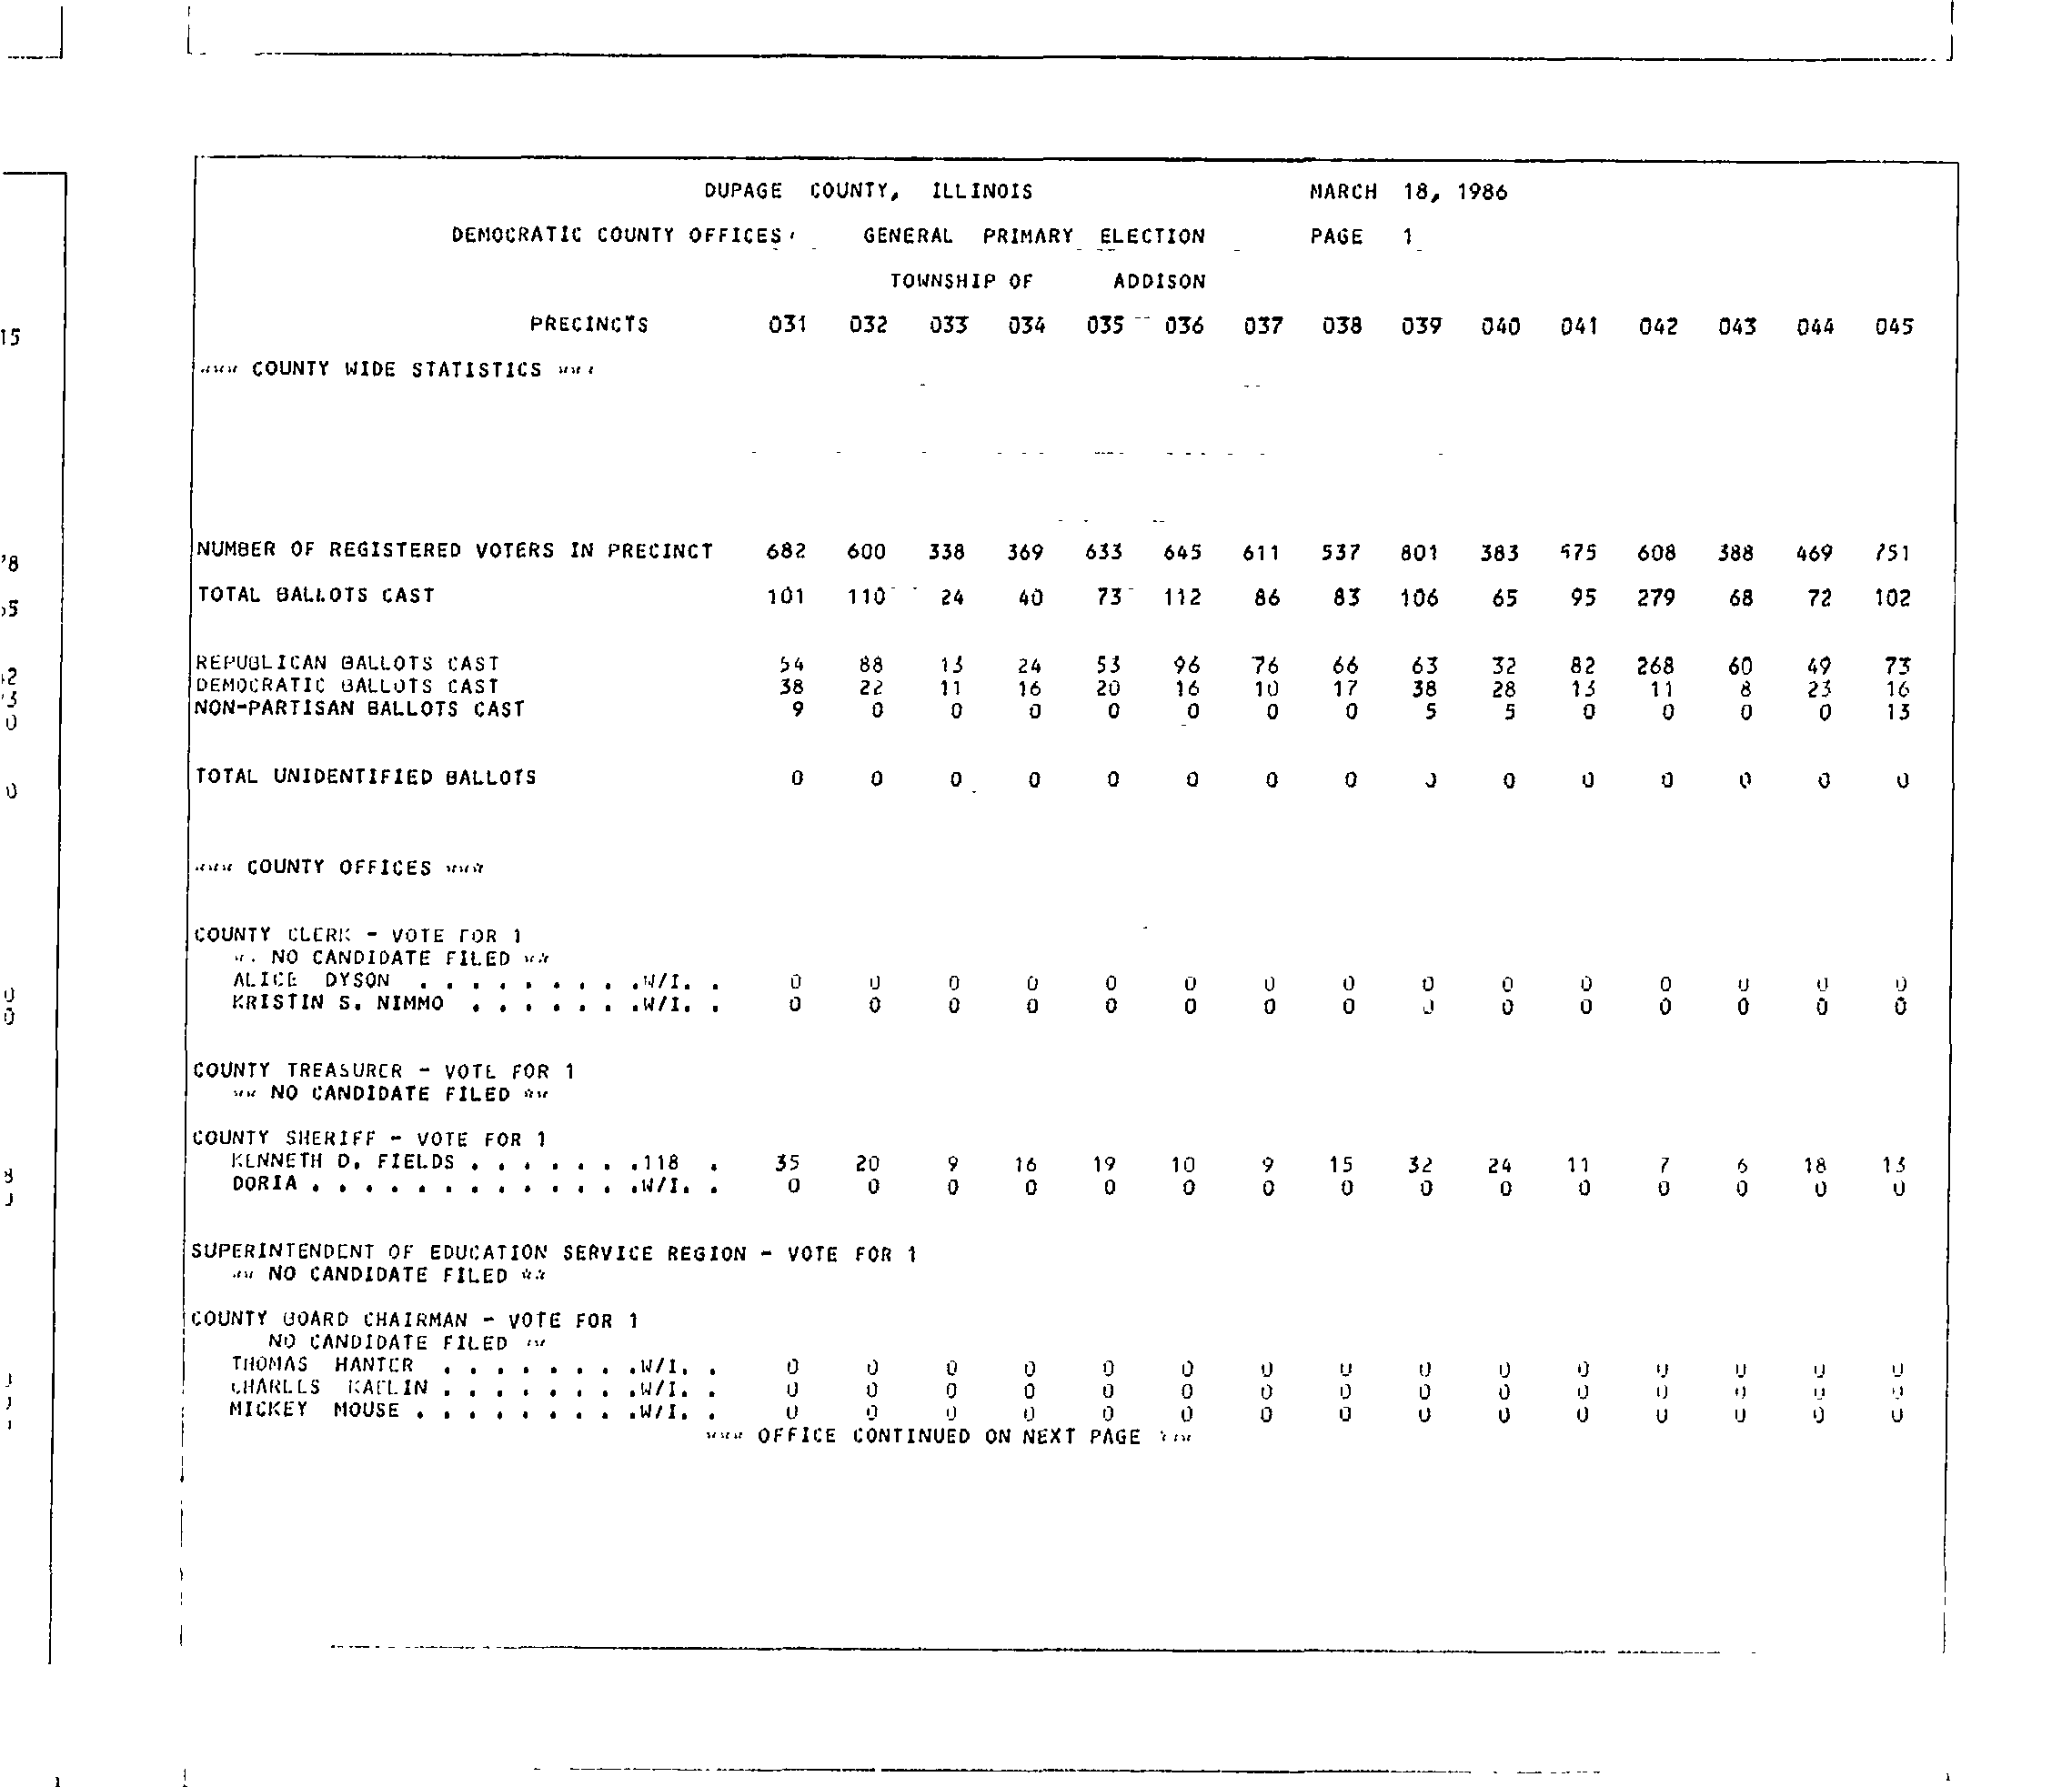 DUPAGE COUNTY, ILLINOIS MARCH 18, 1986
DEMOCRATIC COUNTY OFFICES GENERAL PRIMARY ELECTION PAGE 1
TOWNSHIP OF ADDISON
PRECINCTS 031 032 033 034 035 036 037 038 039 040 041 042 043 044 045
15
*** COUNTY WIDE STATISTICS ***
NUMBER OF REGISTERED VOTERS IN PRECINCT 682 600 338 369 633 645 611 537 801 383 575 608 388 469 751
TOTAL BALLOTS CAST 101 110 24 40 73 112 86 83 106 65 95 279 68 72 102
REPUBLICAN BALLOTS CAST 54 88 13 24 53 96 76 66 63 32 82 268 60 49 73
DEMOCRATIC BALLOTS CAST 38 22 11 16 20 16 10 17 38 28 13 11 8 23 16
NON-PARTISAN BALLOTS CAST 9 0 0 0 0 0 0 0 5 5 0 0 0 0 13
TOTAL UNIDENTIFIED BALLOTS 0 0 0 0 0 0 0 0 0 0 0 0 0 0 0
*** COUNTY OFFICES ***
COUNTY CLERK - VOTE FOR 1
** NO CANDIDATE FILED **
ALICE DYSON . . . . . . . . .W/I. . 0 0 0 0 0 0 0 0 0 0 0 0 0 0 0
KRISTIN S. NIMMO . . . . . . .W/I. . 0 0 0 0 0 0 0 0 0 0 0 0 0 0 0
COUNTY TREASURER - VOTE FOR 1
** NO CANDIDATE FILED **
COUNTY SHERIFF - VOTE FOR 1
KENNETH D. FIELDS . . . . . . .118 . 35 20 9 16 19 10 9 15 32 24 11 7 6 18 13
DORIA . . . . . . . . . . . . .W/I. . 0 0 0 0 0 0 0 0 0 0 0 0 0 0 0
SUPERINTENDENT OF EDUCATION SERVICE REGION - VOTE FOR 1
** NO CANDIDATE FILED **
COUNTY BOARD CHAIRMAN - VOTE FOR 1
NO CANDIDATE FILED **
THOMAS HANTER . . . . . . . .W/I. . 0 0 0 0 0 0 0 0 0 0 0 0 0 0 0
CHARLES KAELIN . . . . . . . .W/I. . 0 0 0 0 0 0 0 0 0 0 0 0 0 0 0
MICKEY MOUSE . . . . . . . . .W/I. . 0 0 0 0 0 0 0 0 0 0 0 0 0 0 0
*** OFFICE CONTINUED ON NEXT PAGE ***